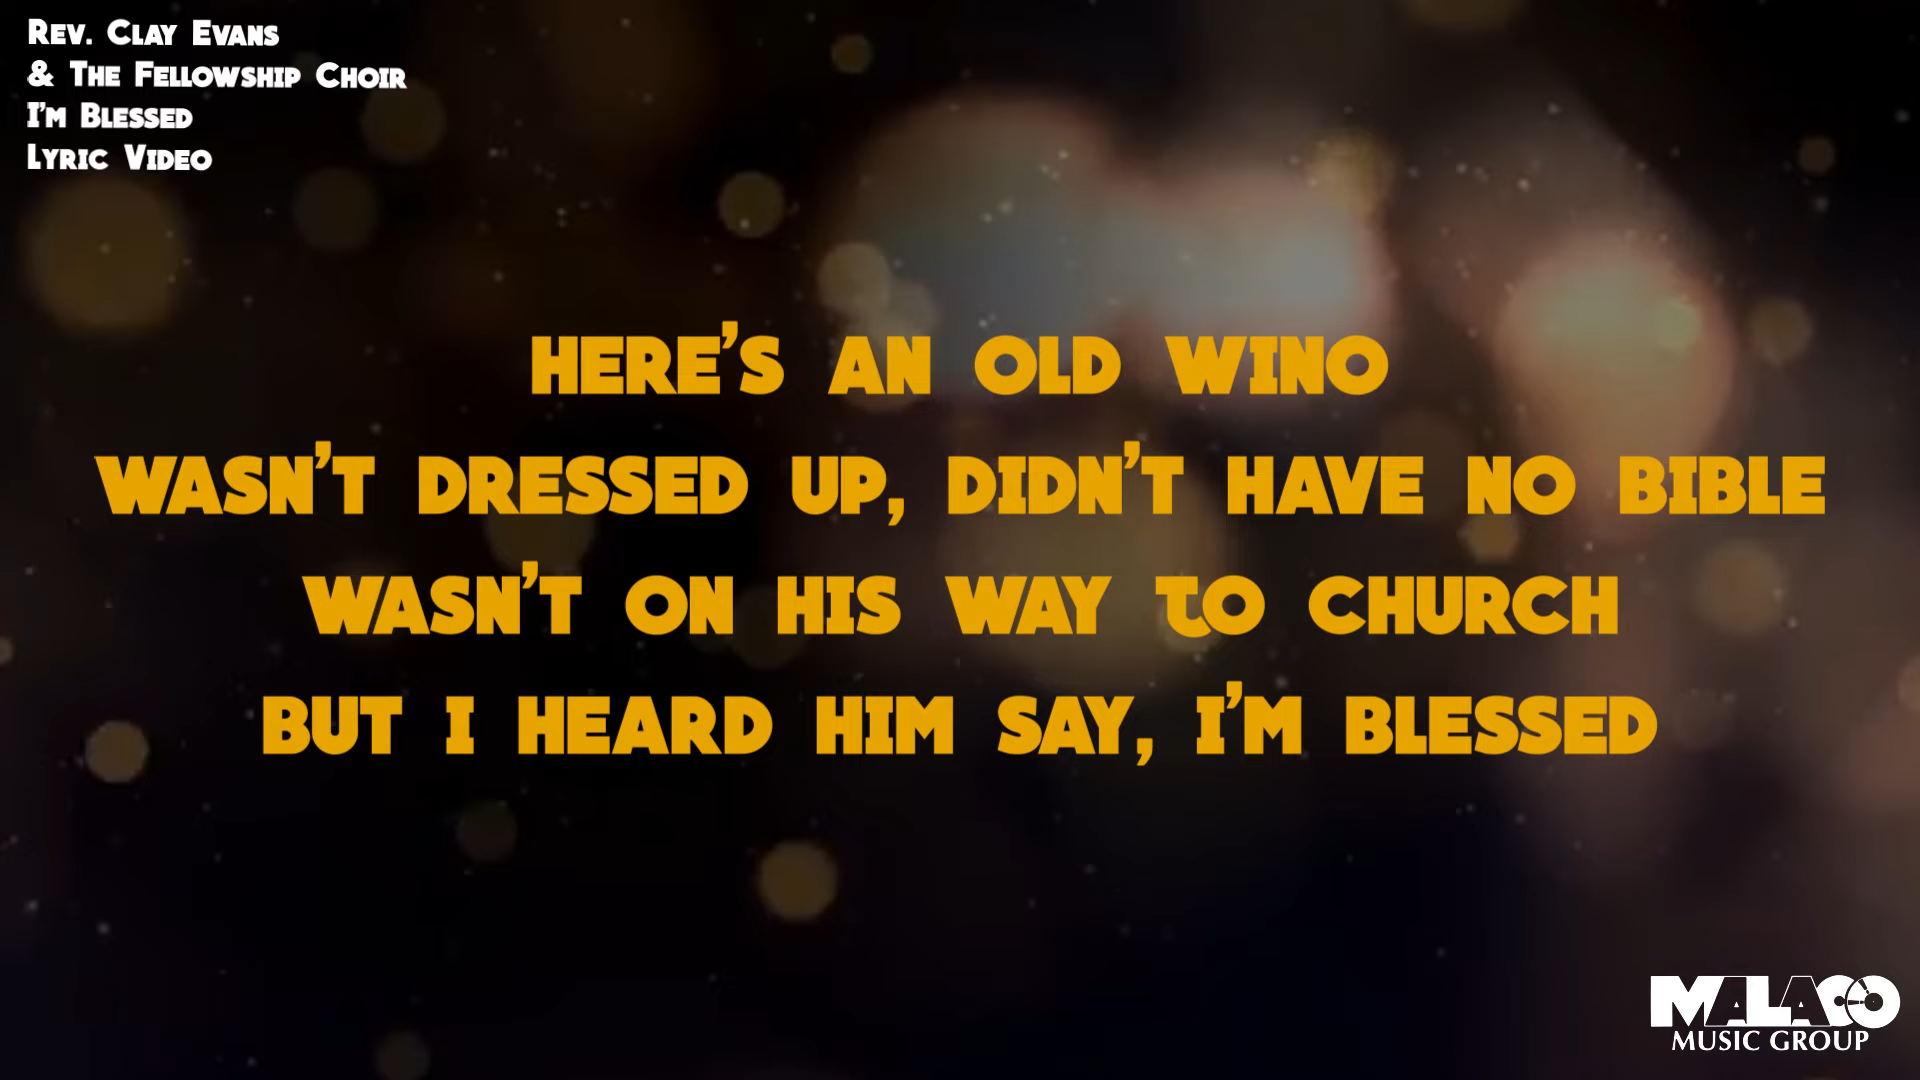 Rev. Clay Evans
& The Fellowship Choir
I'm Blessed
Lyric Video
HERE'S AN OLD WINO
WASN'T DRESSED UP, DIDN'T HAVE NO BIBLE
WASN'T ON HIS WAY TO CHURCH
BUT I HEARD HIM SAY, I'M BLESSED
MALACO
MUSIC GROUP